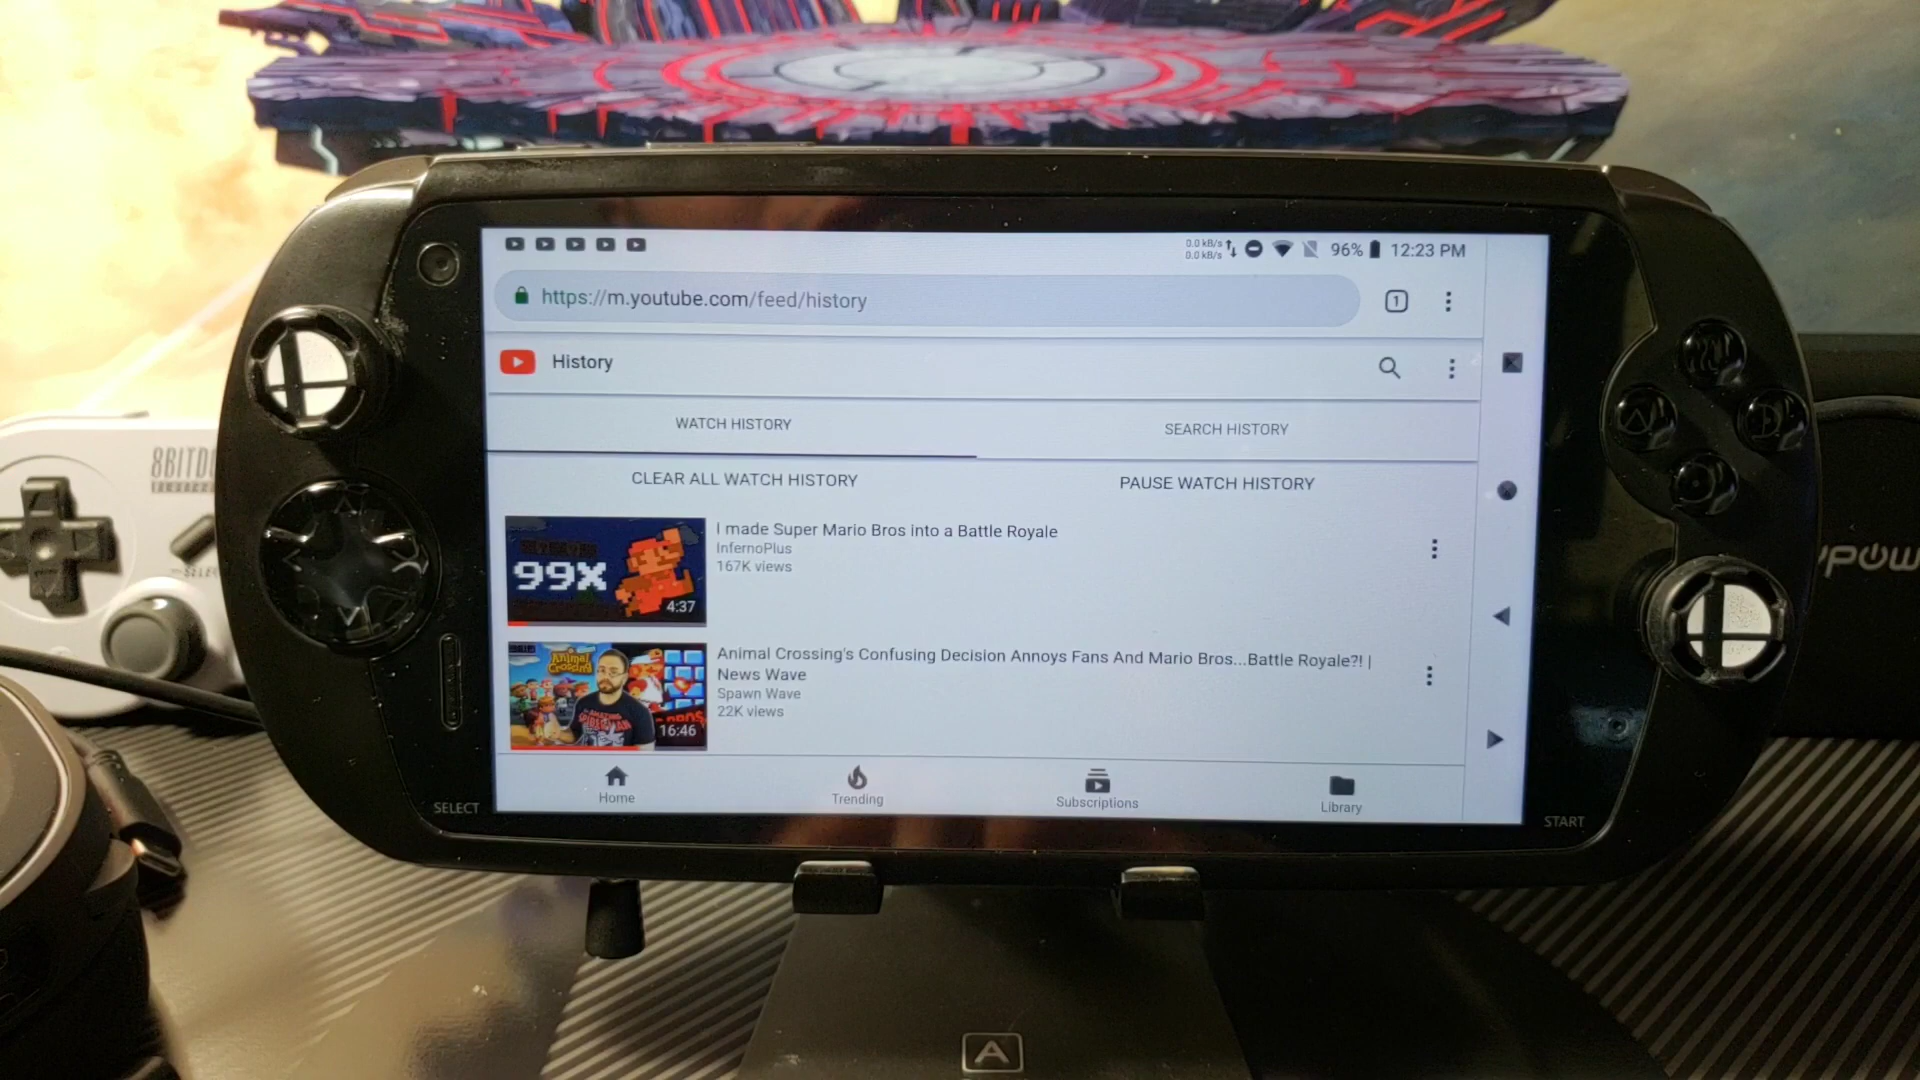 0.0 kB/s
0.0 kB/s
96%
12:23 PM
https://m.youtube.com/feed/history
1
History
WATCH HISTORY
SEARCH HISTORY
CLEAR ALL WATCH HISTORY
PAUSE WATCH HISTORY
99X
4:37
I made Super Mario Bros into a Battle Royale
InfernoPlus
167K views
Animal Crossing
16:46
Animal Crossing's Confusing Decision Annoys Fans And Mario Bros...Battle Royale?! |
News Wave
Spawn Wave
22K views
Home
Trending
Subscriptions
Library
SELECT
START
8BITDO
A